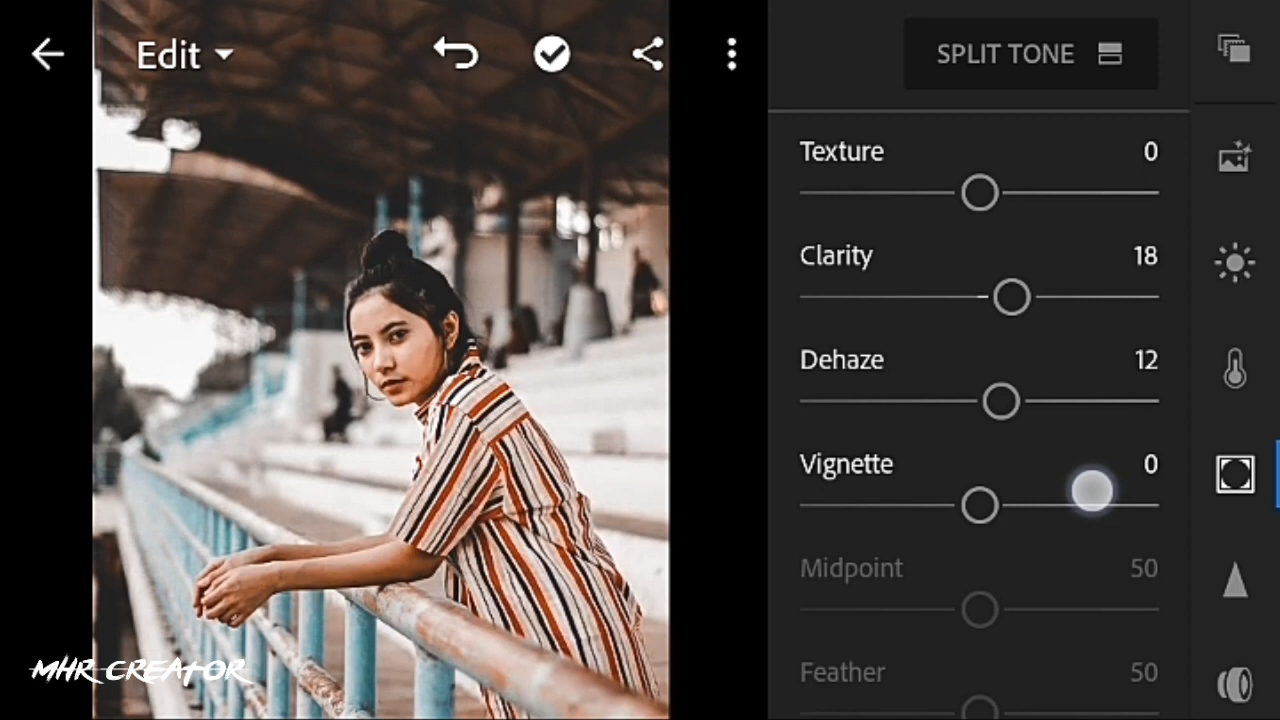 Edit
SPLIT TONE
Texture 0
Clarity 18
Dehaze 12
Vignette 0
Midpoint 50
Feather 50
MHR CREATOR